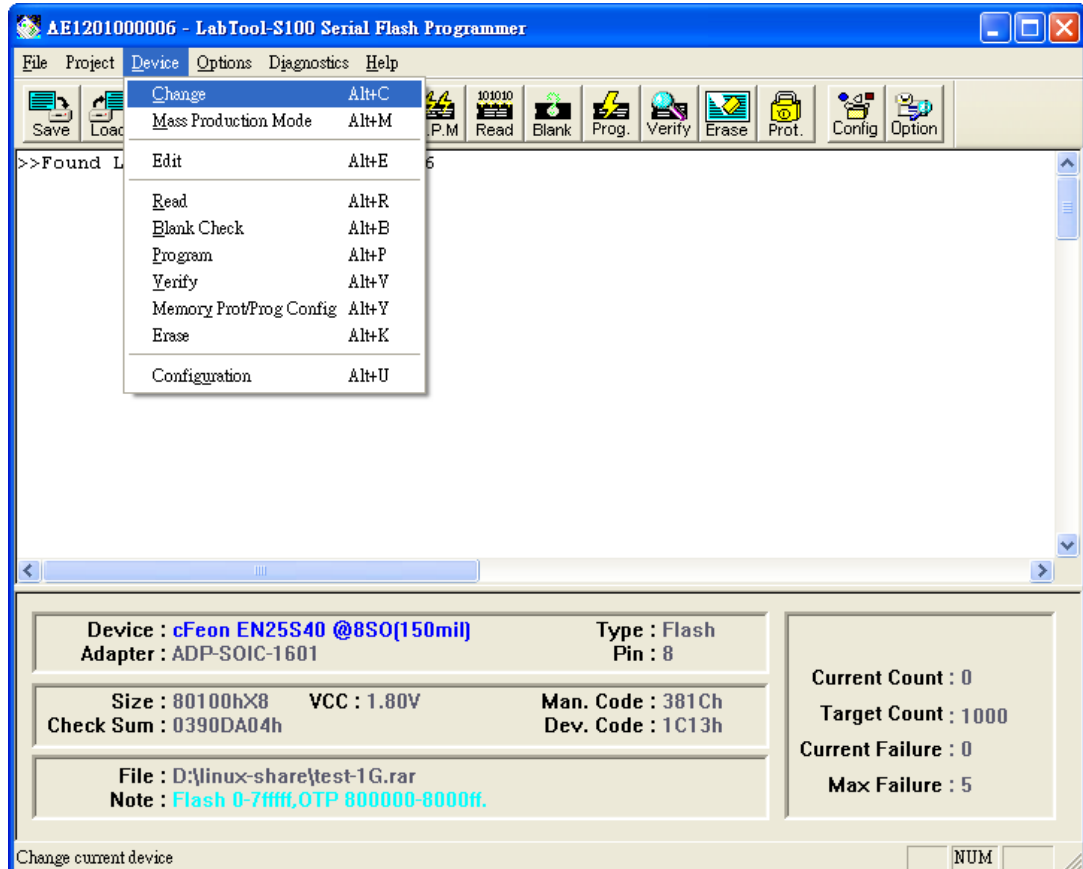 AE1201000006 - LabTool-S100 Serial Flash Programmer
File Project Device Options Diagnostics Help
Change Alt+C
Mass Production Mode Alt+M
Edit Alt+E
Read Alt+R
Blank Check Alt+B
Program Alt+P
Verify Alt+V
Memory Prot/Prog Config Alt+Y
Erase Alt+K
Configuration Alt+U
Save Load .P.M Read Blank Prog. Verify Erase Prot. Config Option
101010
>>Found L 6
Device : cFeon EN25S40 @8SO(150mil) Type : Flash
Adapter : ADP-SOIC-1601 Pin : 8
Size : 80100hX8 VCC : 1.80V Man. Code : 381Ch
Check Sum : 0390DA04h Dev. Code : 1C13h
File : D:\linux-share\test-1G.rar
Note : Flash 0-7ffff,OTP 800000-8000ff.
Current Count : 0
Target Count : 1000
Current Failure : 0
Max Failure : 5
Change current device NUM